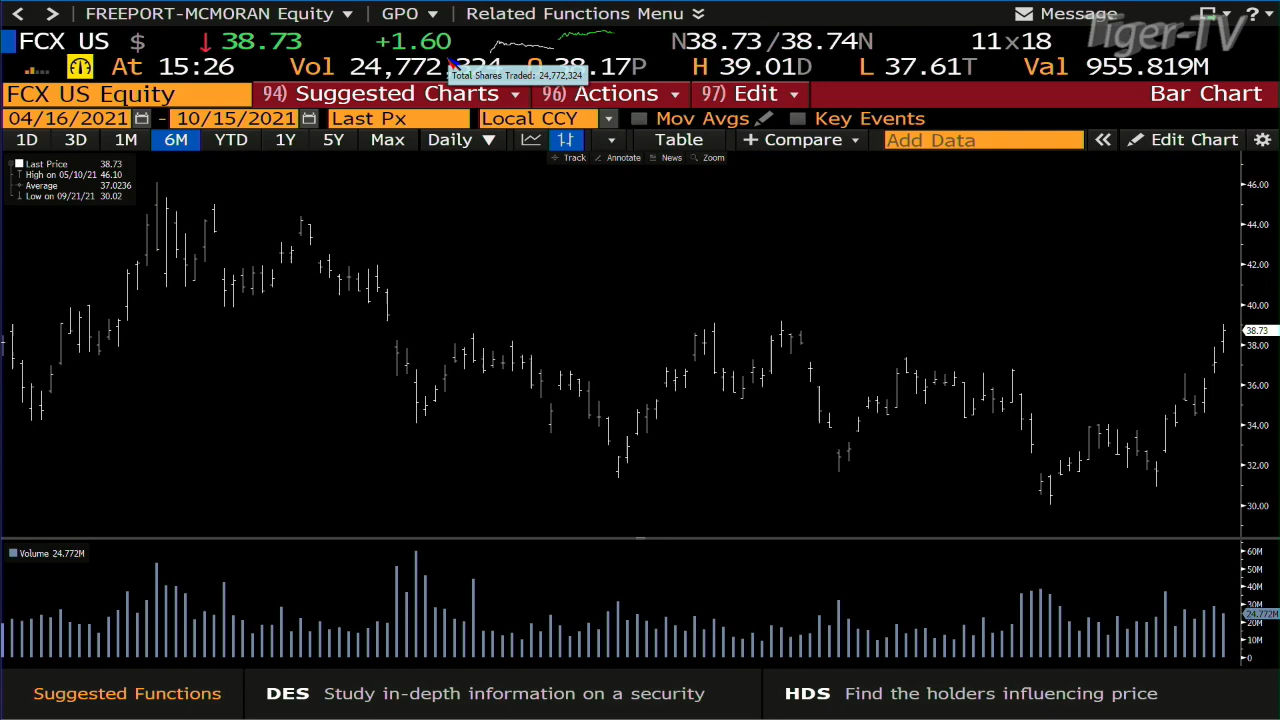 FREEPORT-MCMORAN Equity GPO Related Functions Menu Message ?
Tiger-TV
FCX US $ ↓ 38.73 +1.60 N38.73 / 38.74N 11 x 18
At 15:26 Vol 24,772,324 O 38.17P H 39.01D L 37.61T Val 955.819M
Total Shares Traded: 24,772,324
FCX US Equity 94) Suggested Charts 96) Actions 97) Edit Bar Chart
04/16/2021 - 10/15/2021 Last Px Local CCY Mov Avgs Key Events
1D 3D 1M 6M YTD 1Y 5Y Max Daily ▼ Table + Compare Add Data « Edit Chart
Track Annotate News Zoom
Last Price 38.73
High on 05/10/21 46.10
Average 37.0236
Low on 09/21/21 30.02
46.00
44.00
42.00
40.00
38.73
38.00
36.00
34.00
32.00
30.00
Volume 24.772M
60M
50M
40M
30M
24.772M
20M
10M
0
Suggested Functions DES Study in-depth information on a security HDS Find the holders influencing price